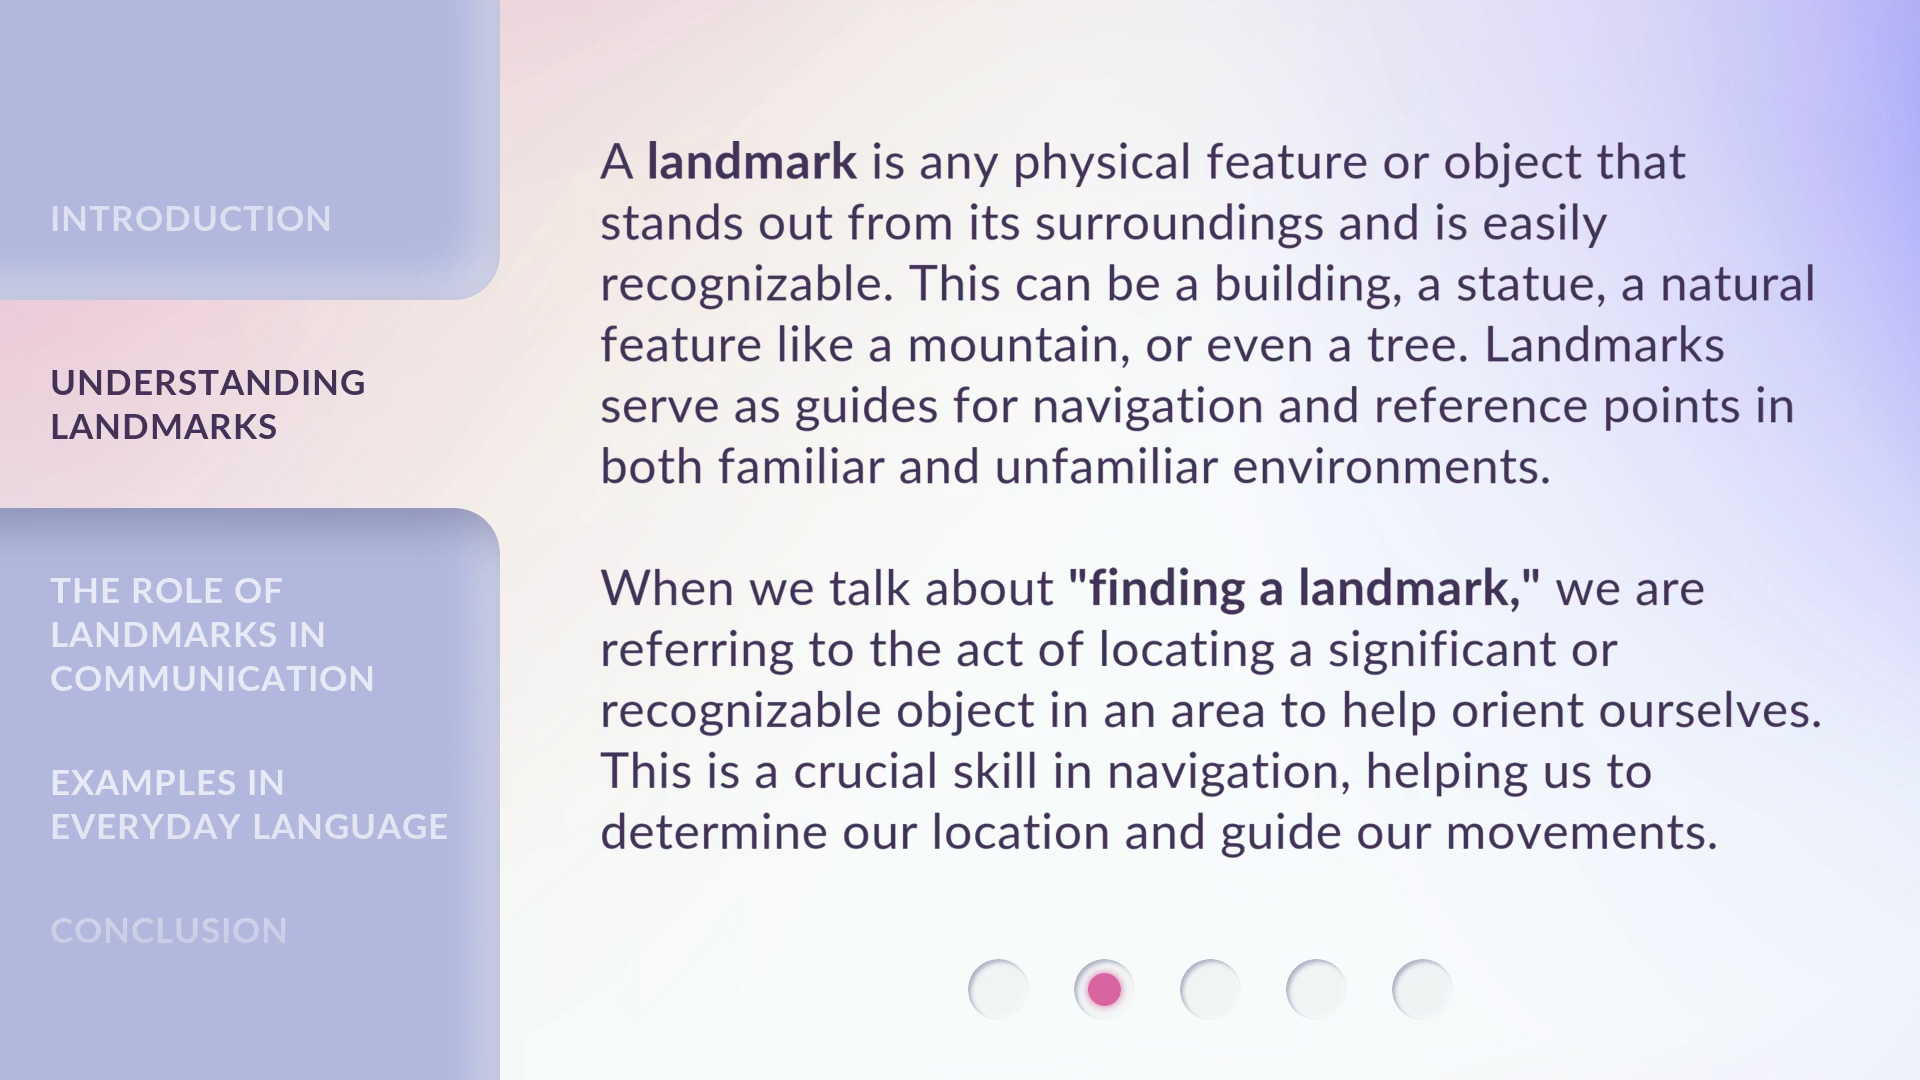 INTRODUCTION
UNDERSTANDING
LANDMARKS
THE ROLE OF
LANDMARKS IN
COMMUNICATION
EXAMPLES IN
EVERYDAY LANGUAGE
CONCLUSION
A landmark is any physical feature or object that
stands out from its surroundings and is easily
recognizable. This can be a building, a statue, a natural
feature like a mountain, or even a tree. Landmarks
serve as guides for navigation and reference points in
both familiar and unfamiliar environments.
When we talk about "finding a landmark," we are
referring to the act of locating a significant or
recognizable object in an area to help orient ourselves.
This is a crucial skill in navigation, helping us to
determine our location and guide our movements.